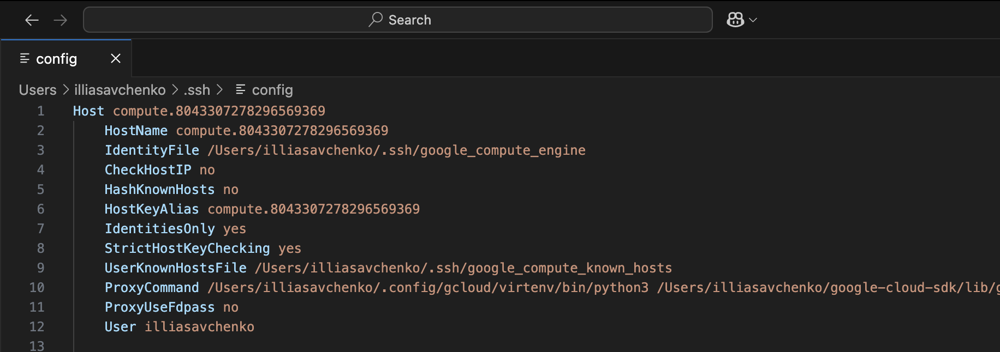 Search
config
Users > illiasavchenko > .ssh > config
1 Host compute.8043307278296569369
2 HostName compute.8043307278296569369
3 IdentityFile /Users/illiasavchenko/.ssh/google_compute_engine
4 CheckHostIP no
5 HashKnownHosts no
6 HostKeyAlias compute.8043307278296569369
7 IdentitiesOnly yes
8 StrictHostKeyChecking yes
9 UserKnownHostsFile /Users/illiasavchenko/.ssh/google_compute_known_hosts
10 ProxyCommand /Users/illiasavchenko/.config/gcloud/virtenv/bin/python3 /Users/illiasavchenko/google-cloud-sdk/lib/g
11 ProxyUseFdpass no
12 User illiasavchenko
13